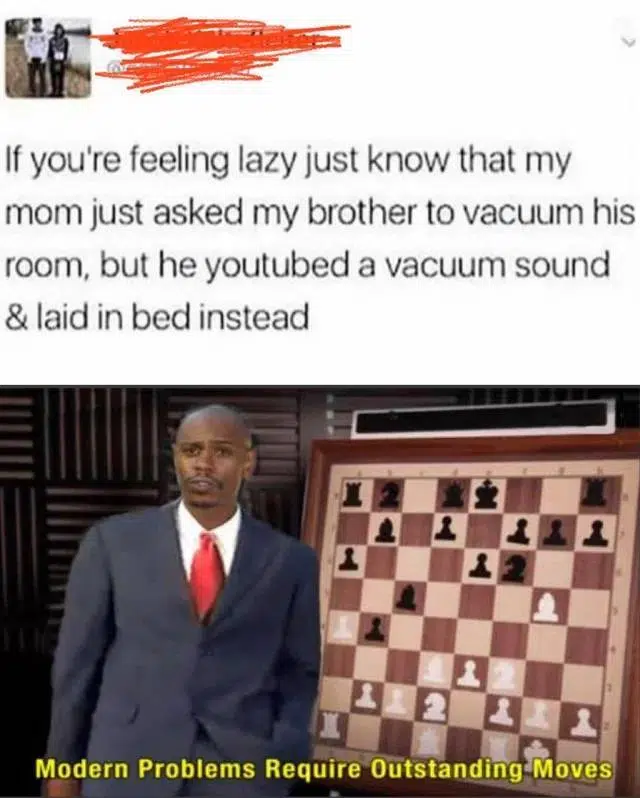 If you're feeling lazy just know that my
mom just asked my brother to vacuum his
room, but he youtubed a vacuum sound
& laid in bed instead
Modern Problems Require Outstanding Moves